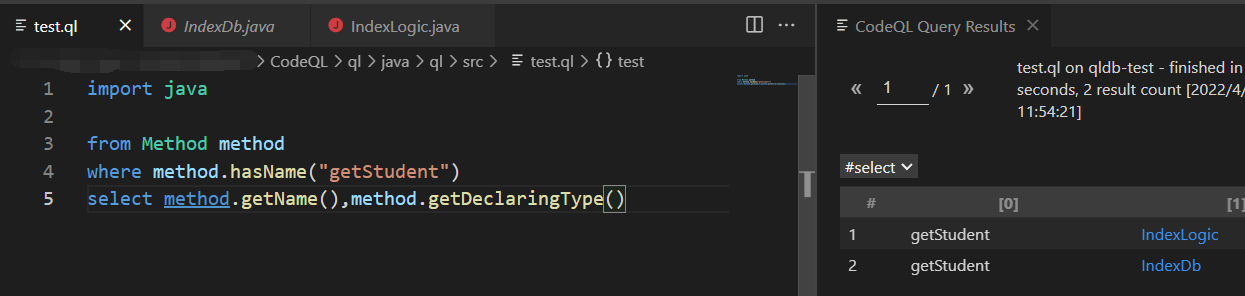 test.ql × IndexDb.java IndexLogic.java
> CodeQL > ql > java > ql > src > test.ql > {} test
1 import java
2
3 from Method method
4 where method.hasName("getStudent")
5 select method.getName(),method.getDeclaringType()
CodeQL Query Results ×
« 1 / 1 »
test.ql on qldb-test - finished in
seconds, 2 result count [2022/4/
11:54:21]
#select
# [0] [1]
1 getStudent IndexLogic
2 getStudent IndexDb